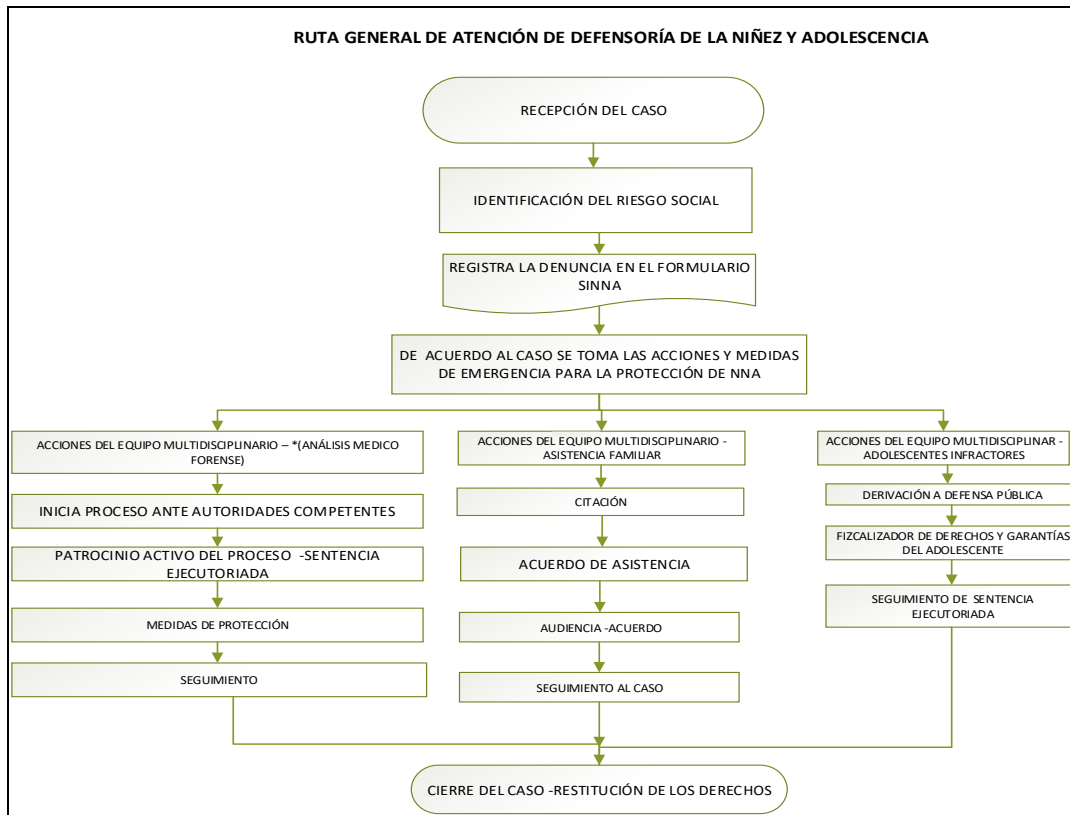 RUTA GENERAL DE ATENCIÓN DE DEFENSORÍA DE LA NIÑEZ Y ADOLESCENCIA
RECEPCIÓN DEL CASO
IDENTIFICACIÓN DEL RIESGO SOCIAL
REGISTRA LA DENUNCIA EN EL FORMULARIO
SINNA
DE ACUERDO AL CASO SE TOMA LAS ACCIONES Y MEDIDAS
DE EMERGENCIA PARA LA PROTECCIÓN DE NNA
ACCIONES DEL EQUIPO MULTIDISCIPLINARIO – *(ANÁLISIS MEDICO
FORENSE)
INICIA PROCESO ANTE AUTORIDADES COMPETENTES
PATROCINIO ACTIVO DEL PROCESO -SENTENCIA
EJECUTORIADA
MEDIDAS DE PROTECCIÓN
SEGUIMIENTO
ACCIONES DEL EQUIPO MULTIDISCIPLINARIO -
ASISTENCIA FAMILIAR
CITACIÓN
ACUERDO DE ASISTENCIA
AUDIENCIA -ACUERDO
SEGUIMIENTO AL CASO
ACCIONES DEL EQUIPO MULTIDISCIPLINAR -
ADOLESCENTES INFRACTORES
DERIVACIÓN A DEFENSA PÚBLICA
FIZCALIZADOR DE DERECHOS Y GARANTÍAS
DEL ADOLESCENTE
SEGUIMIENTO DE SENTENCIA
EJECUTORIADA
CIERRE DEL CASO -RESTITUCIÓN DE LOS DERECHOS